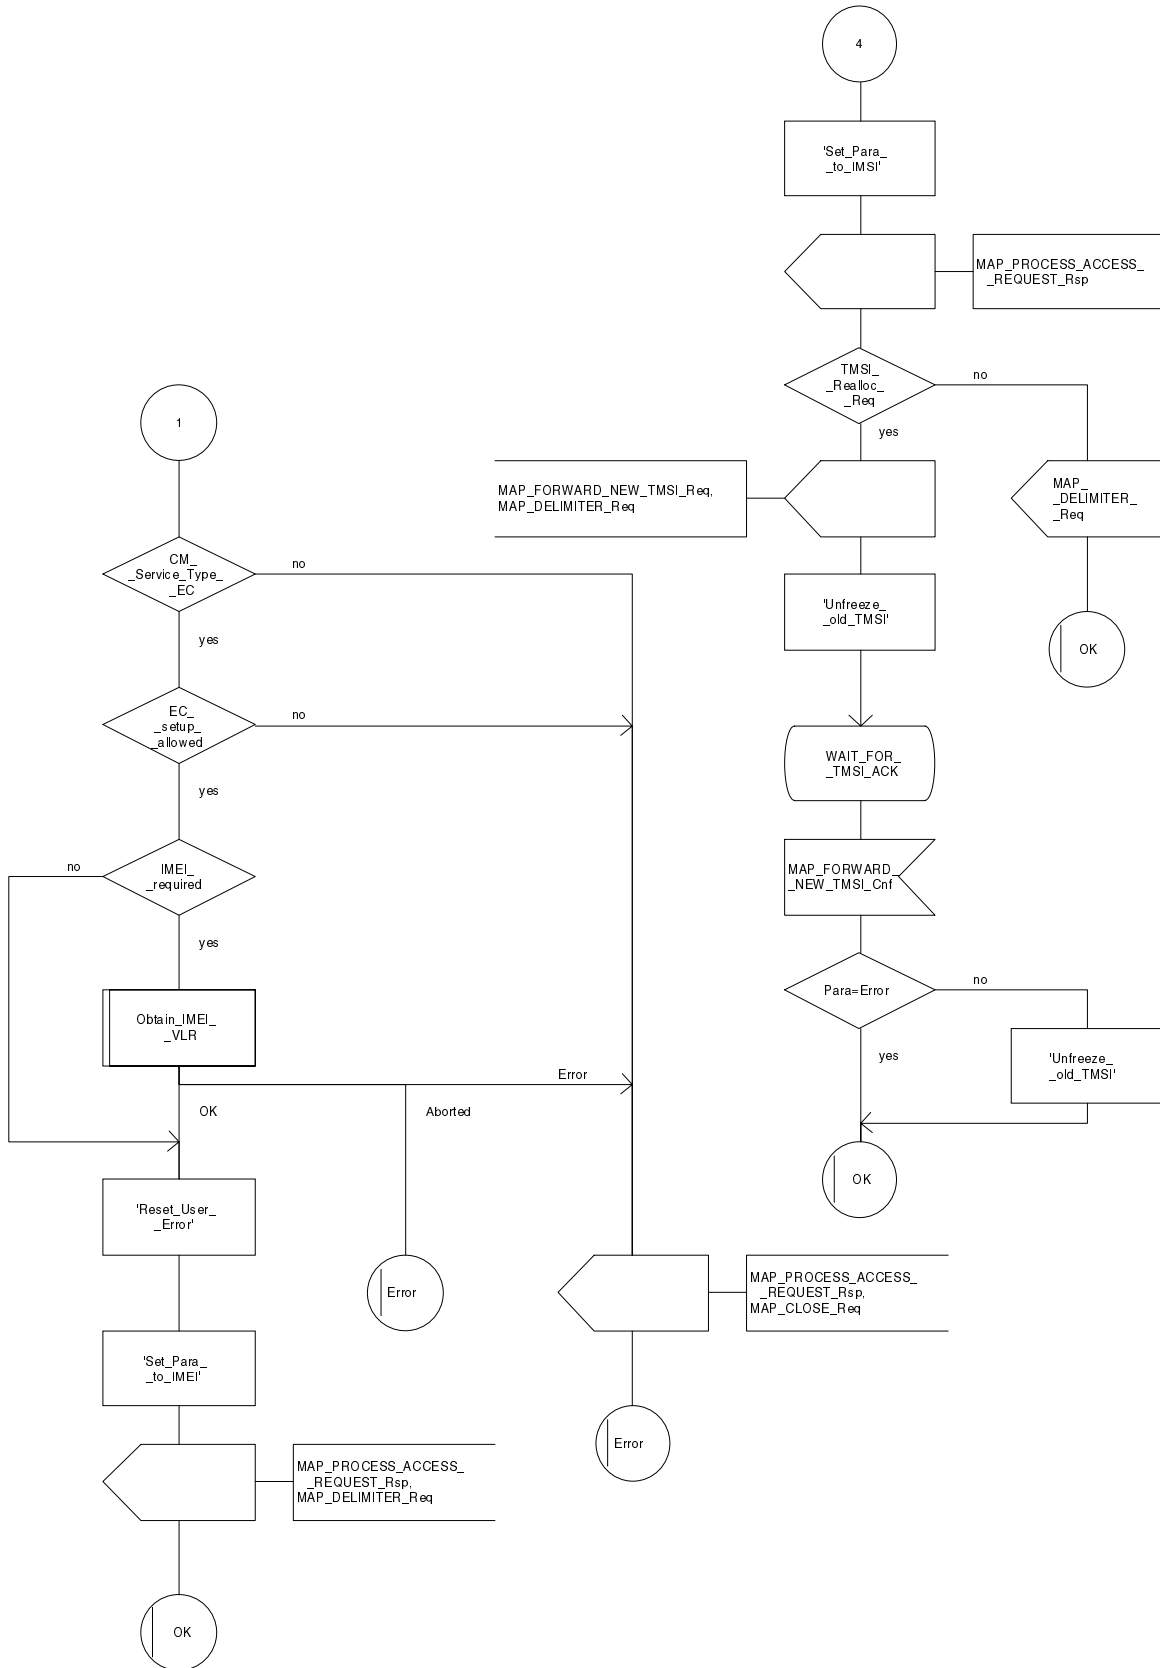 4
'Set_Para_
_to_IMSI'
MAP_PROCESS_ACCESS_
_REQUEST_Rsp
TMSI_
_Realloc_
_Req
no
yes
MAP_FORWARD_NEW_TMSI_Req,
MAP_DELIMITER_Req
MAP_
_DELIMITER_
_Req
'Unfreeze_
_old_TMSI'
OK
WAIT_FOR_
_TMSI_ACK
MAP_FORWARD_
_NEW_TMSI_Cnf
Para=Error
no
yes
'Unfreeze_
_old_TMSI'
OK
1
CM_
_Service_Type_
_EC
no
yes
EC_
_setup_
_allowed
no
yes
IMEI_
_required
no
yes
Obtain_IMEI_
_VLR
Error
OK
Aborted
'Reset_User_
_Error'
Error
MAP_PROCESS_ACCESS_
_REQUEST_Rsp,
MAP_CLOSE_Req
'Set_Para_
_to_IMEI'
Error
MAP_PROCESS_ACCESS_
_REQUEST_Rsp,
MAP_DELIMITER_Req
OK